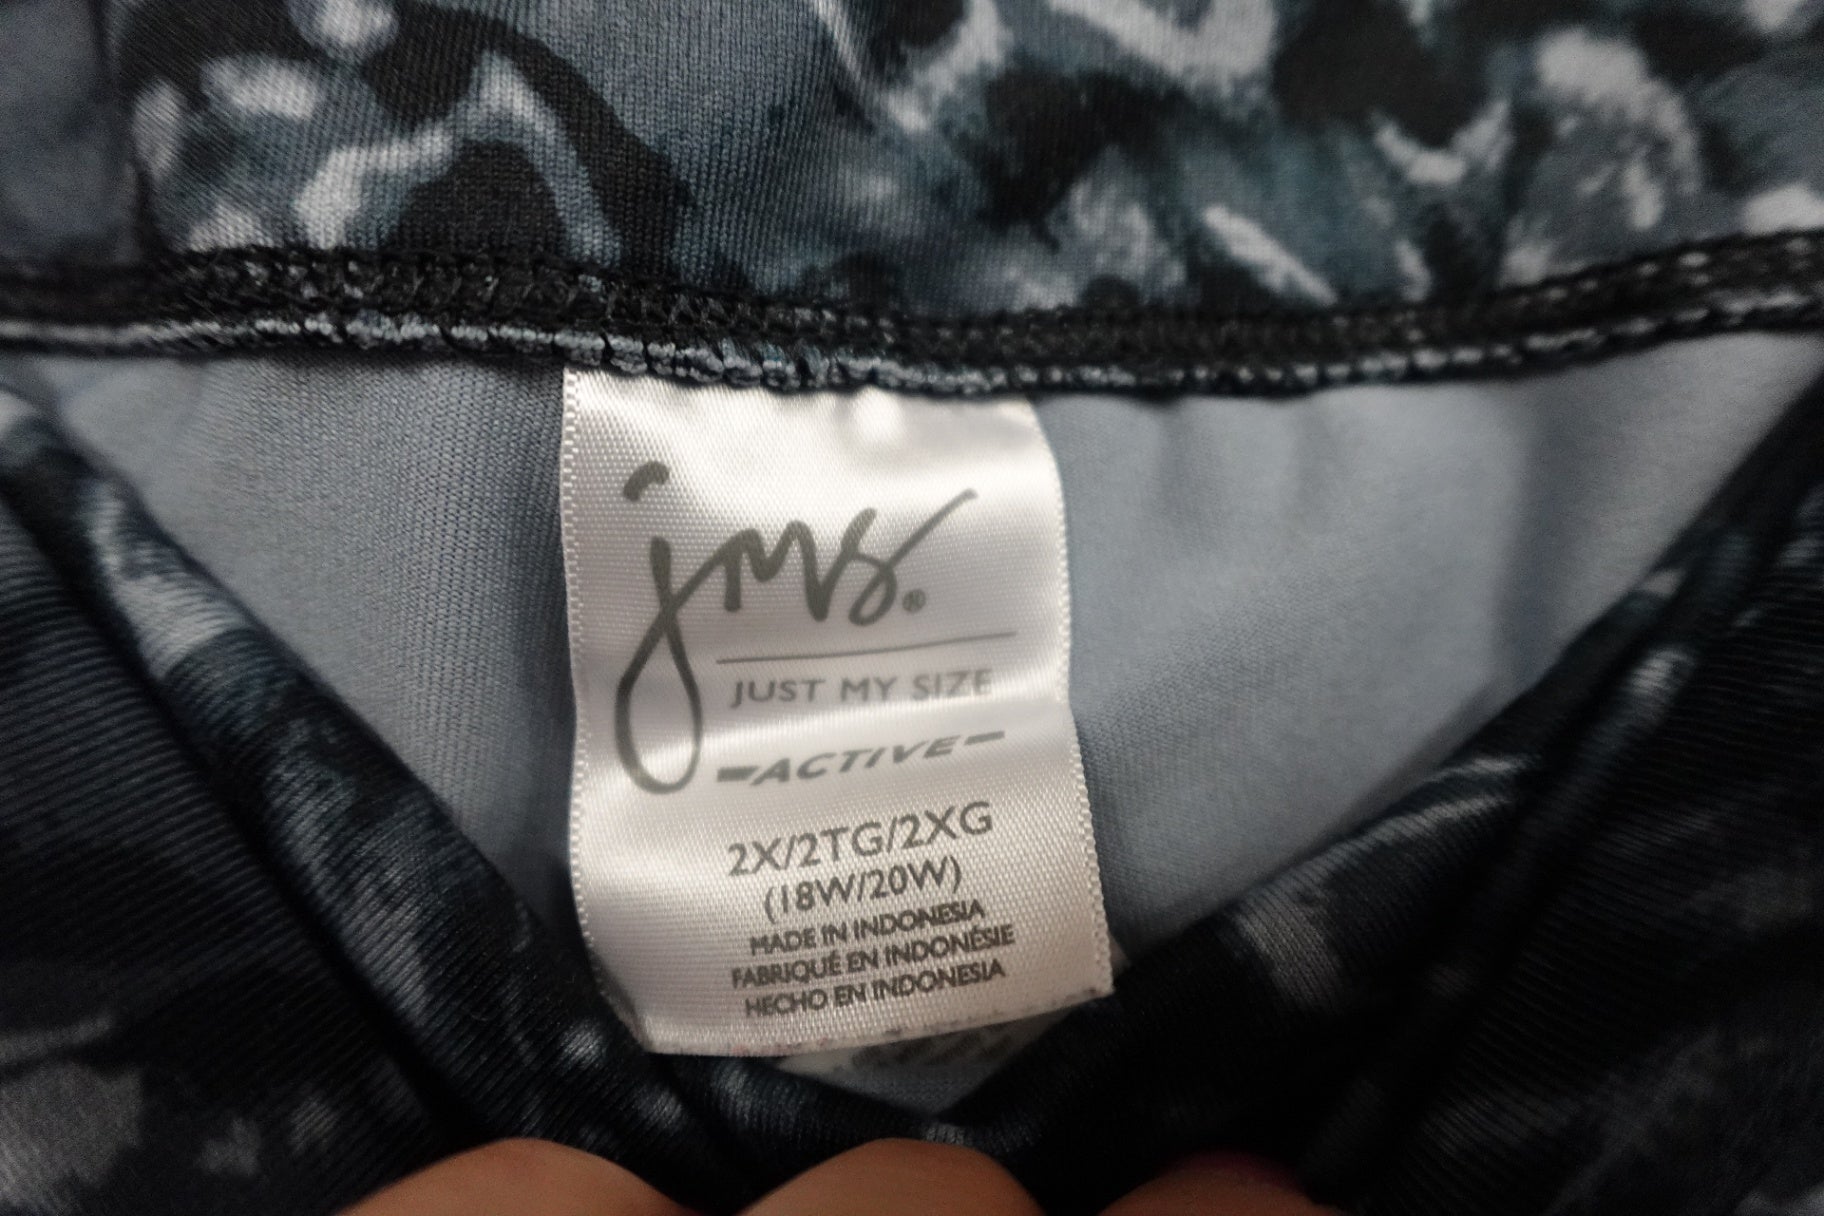 jms.®
JUST MY SIZE
ACTIVE
2X/2TG/2XG
(18W/20W)
MADE IN INDONESIA
FABRIQUÉ EN INDONÉSIE
HECHO EN INDONESIA